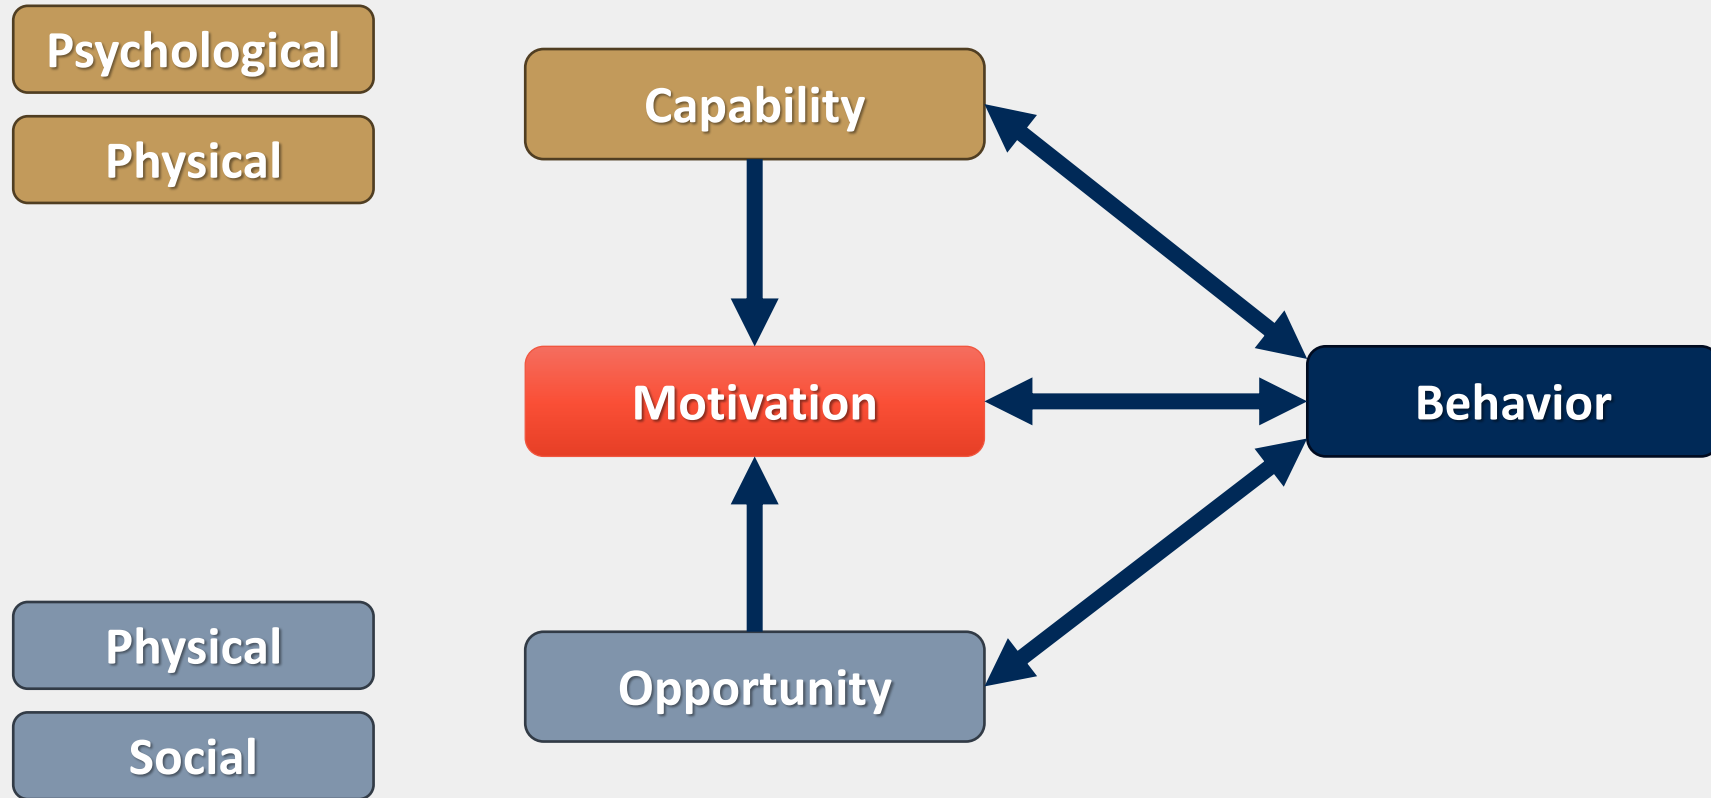 Psychological
Physical
Capability
Motivation
Behavior
Physical
Opportunity
Social